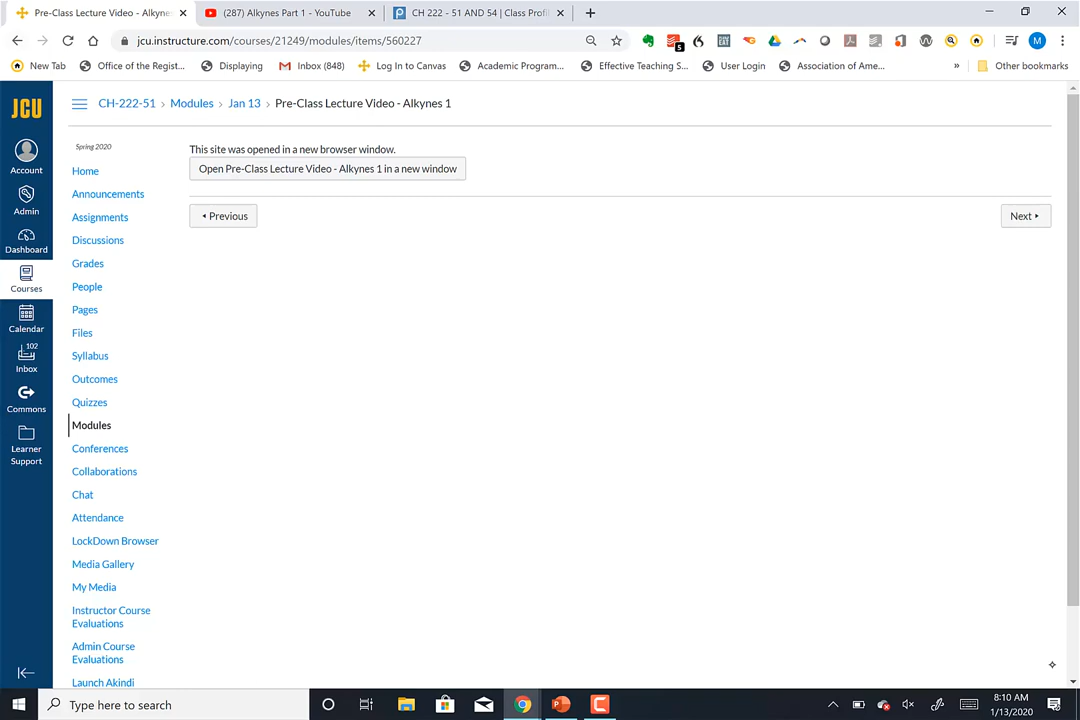 Pre-Class Lecture Video - Alkyne
(287) Alkynes Part 1 - YouTube
CH 222 - 51 AND 54 | Class Profil
jcu.instructure.com/courses/21249/modules/items/560227
5
M
New Tab
Office of the Regist...
Displaying
Inbox (848)
Log In to Canvas
Academic Program...
Effective Teaching S...
User Login
Association of Ame...
»
Other bookmarks
JCU
CH-222-51 › Modules › Jan 13 › Pre-Class Lecture Video - Alkynes 1
Account
Admin
Dashboard
Courses
Calendar
102
Inbox
Commons
Learner
Support
Spring 2020
Home
Announcements
Assignments
Discussions
Grades
People
Pages
Files
Syllabus
Outcomes
Quizzes
Modules
Conferences
Collaborations
Chat
Attendance
LockDown Browser
Media Gallery
My Media
Instructor Course
Evaluations
Admin Course
Evaluations
Launch Akindi
This site was opened in a new browser window.
Open Pre-Class Lecture Video - Alkynes 1 in a new window
Previous
Next
Type here to search
8:10 AM
1/13/2020